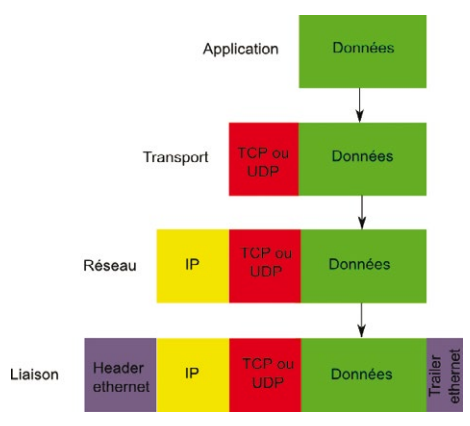 Application
Données
Transport
TCP ou
UDP
Données
Réseau
IP
TCP ou
UDP
Données
Liaison
Header
ethernet
IP
TCP ou
UDP
Données
Trailer
ethernet